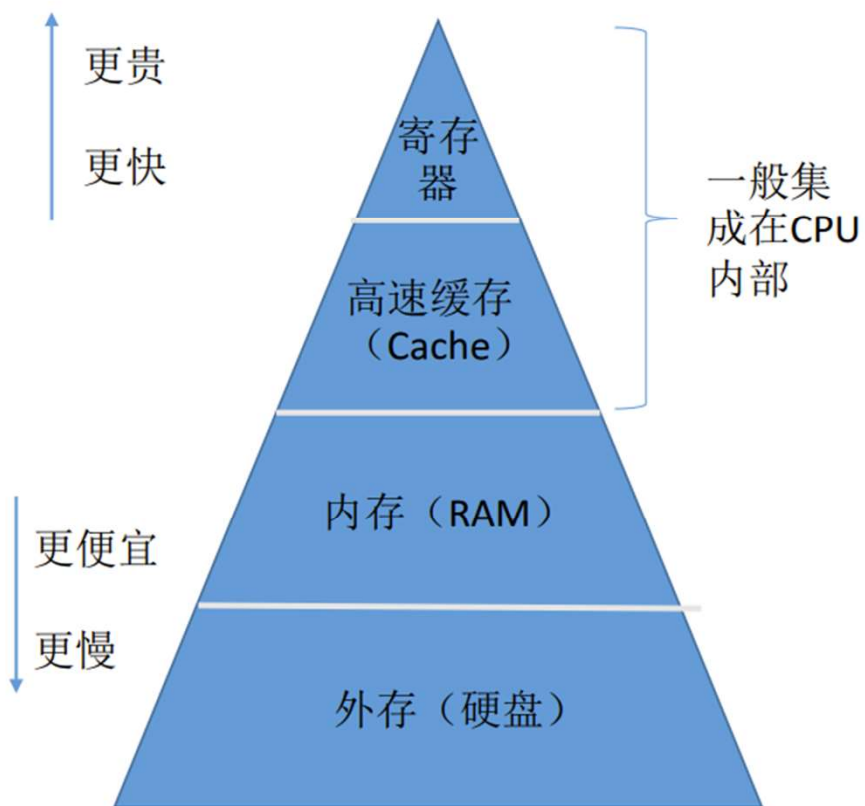 更贵
更快
寄存
器
高速缓存
（Cache）
一般集
成在CPU
内部
内存（RAM）
更便宜
更慢
外存（硬盘）